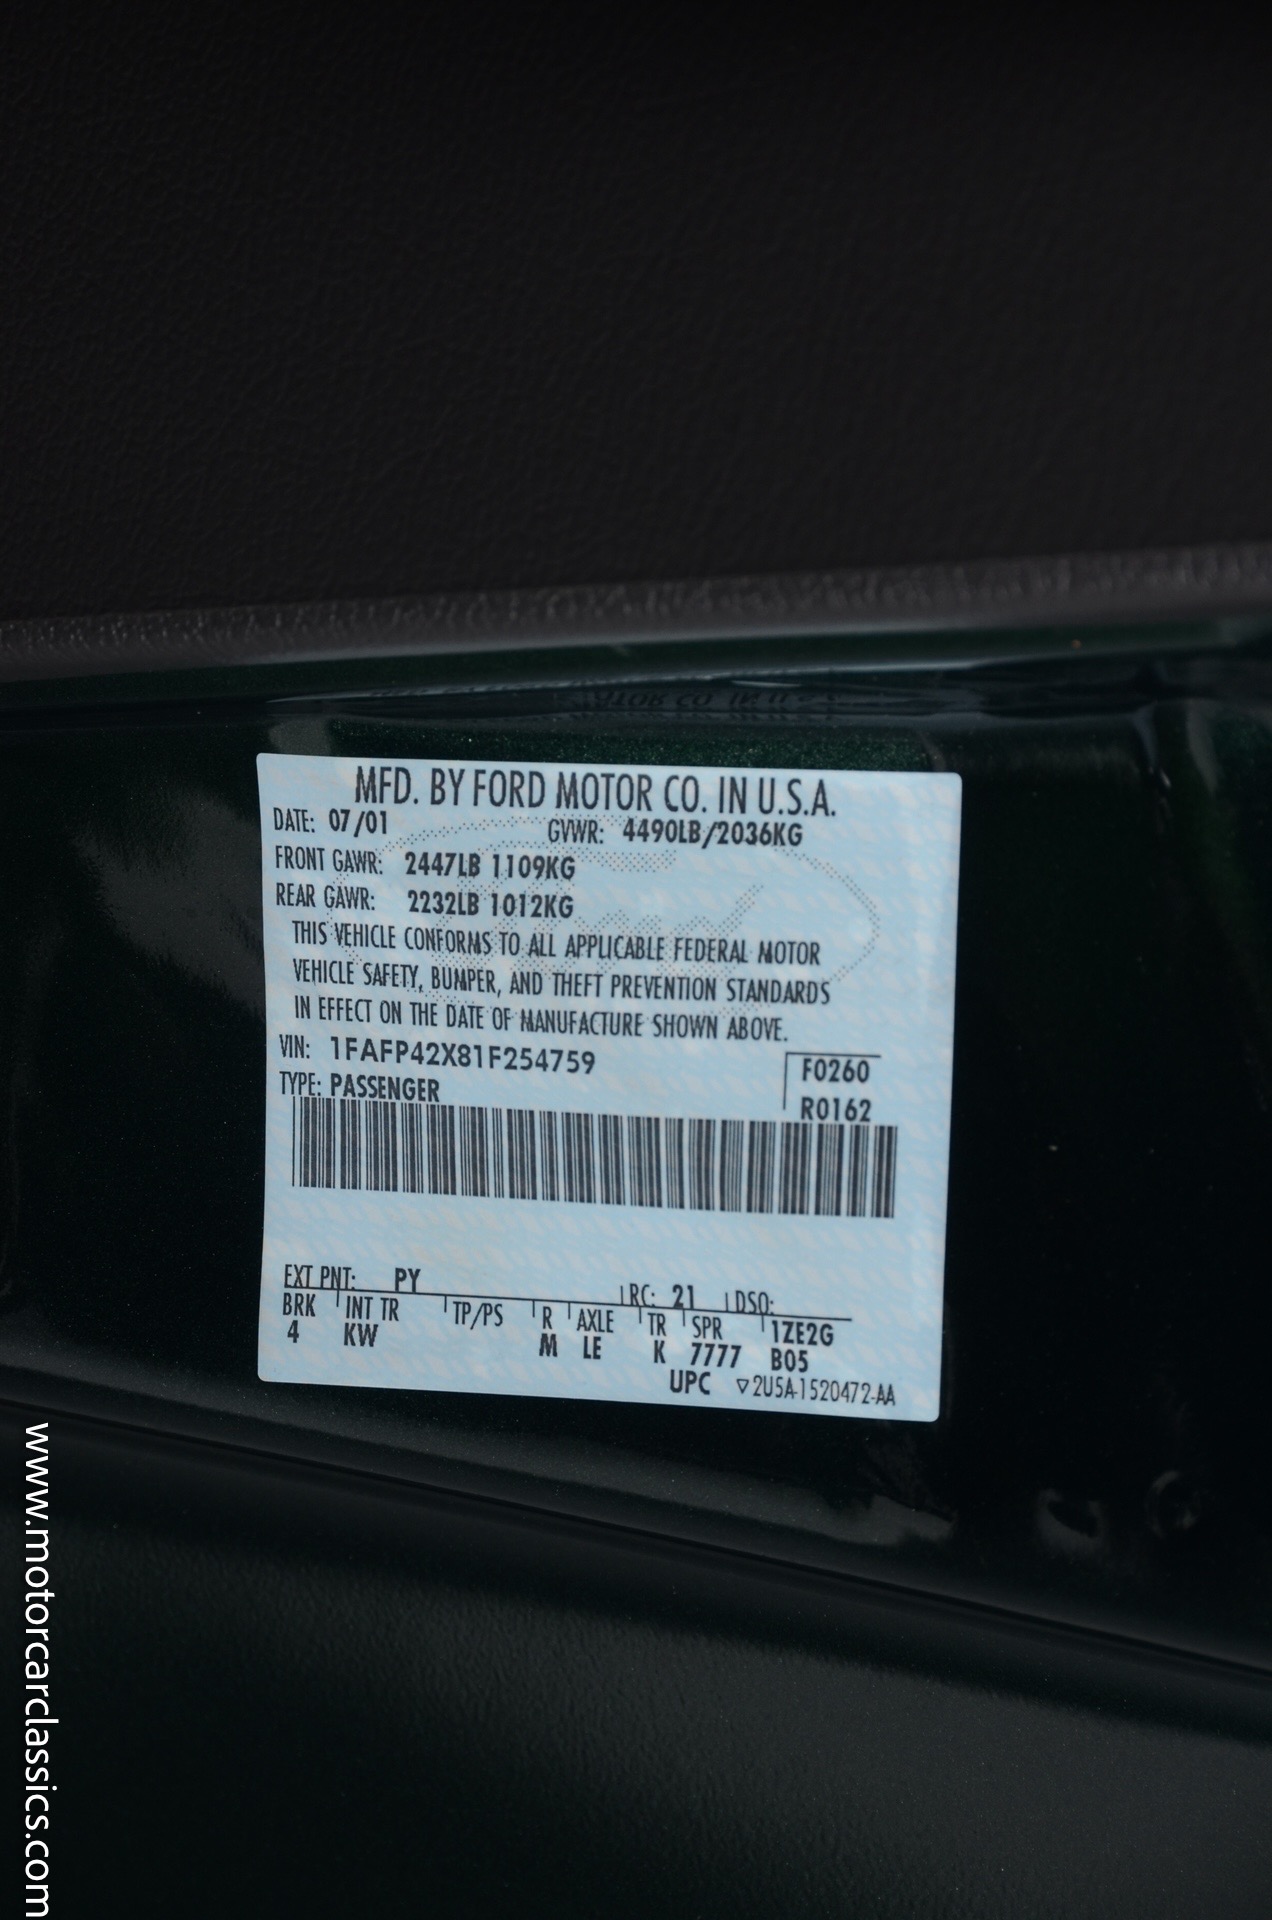 MFD. BY FORD MOTOR CO. IN U.S.A.
DATE: 07/01 GVWR: 4490LB/2036KG
FRONT GAWR: 2447LB 1109KG
REAR GAWR: 2232LB 1012KG
THIS VEHICLE CONFORMS TO ALL APPLICABLE FEDERAL MOTOR
VEHICLE SAFETY, BUMPER, AND THEFT PREVENTION STANDARDS
IN EFFECT ON THE DATE OF MANUFACTURE SHOWN ABOVE.
VIN: 1FAFP42X81F254759 F0260
TYPE: PASSENGER R0162
EXT PNT: PY RC: 21 DSO:
BRK INT TR TP/PS R AXLE TR SPR 1ZE2G
4 KW M LE K 7777 B05
UPC ▽2U5A-1520472-AA
www.motorcarclassics.com